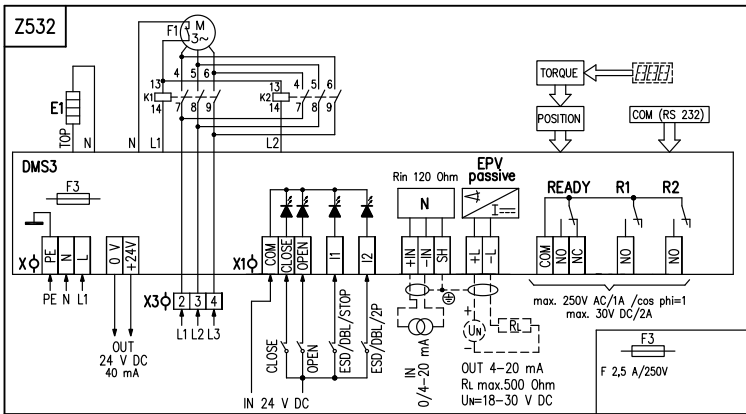 Z532
F1
M
3~
4 5 6
4 5 6
13
K1
14
7 8 9
13
K2
14
7 8 9
E1
TOP
N
N
L1
L2
TORQUE
POSITION
COM (RS 232)
DMS3
F3
Rin 120 Ohm
N
EPV
passive
I
READY R1 R2
X
PE
N
L
0 V
+24V
X1
COM
CLOSE
OPEN
I1
I2
+IN
-IN
SH
+L
-L
COM
NO
NC
NO
NO
PE N L1
X3
2 3 4
L1 L2 L3
OUT
24 V DC
40 mA
CLOSE
OPEN
ESD/DBL/STOP
ESD/DBL/2P
IN 24 V DC
IN
0/4-20 mA
+
UN
-
RL
OUT 4-20 mA
RL max.500 Ohm
UN=18-30 V DC
max. 250V AC/1A /cos phi=1
max. 30V DC/2A
F3
F 2,5 A/250V